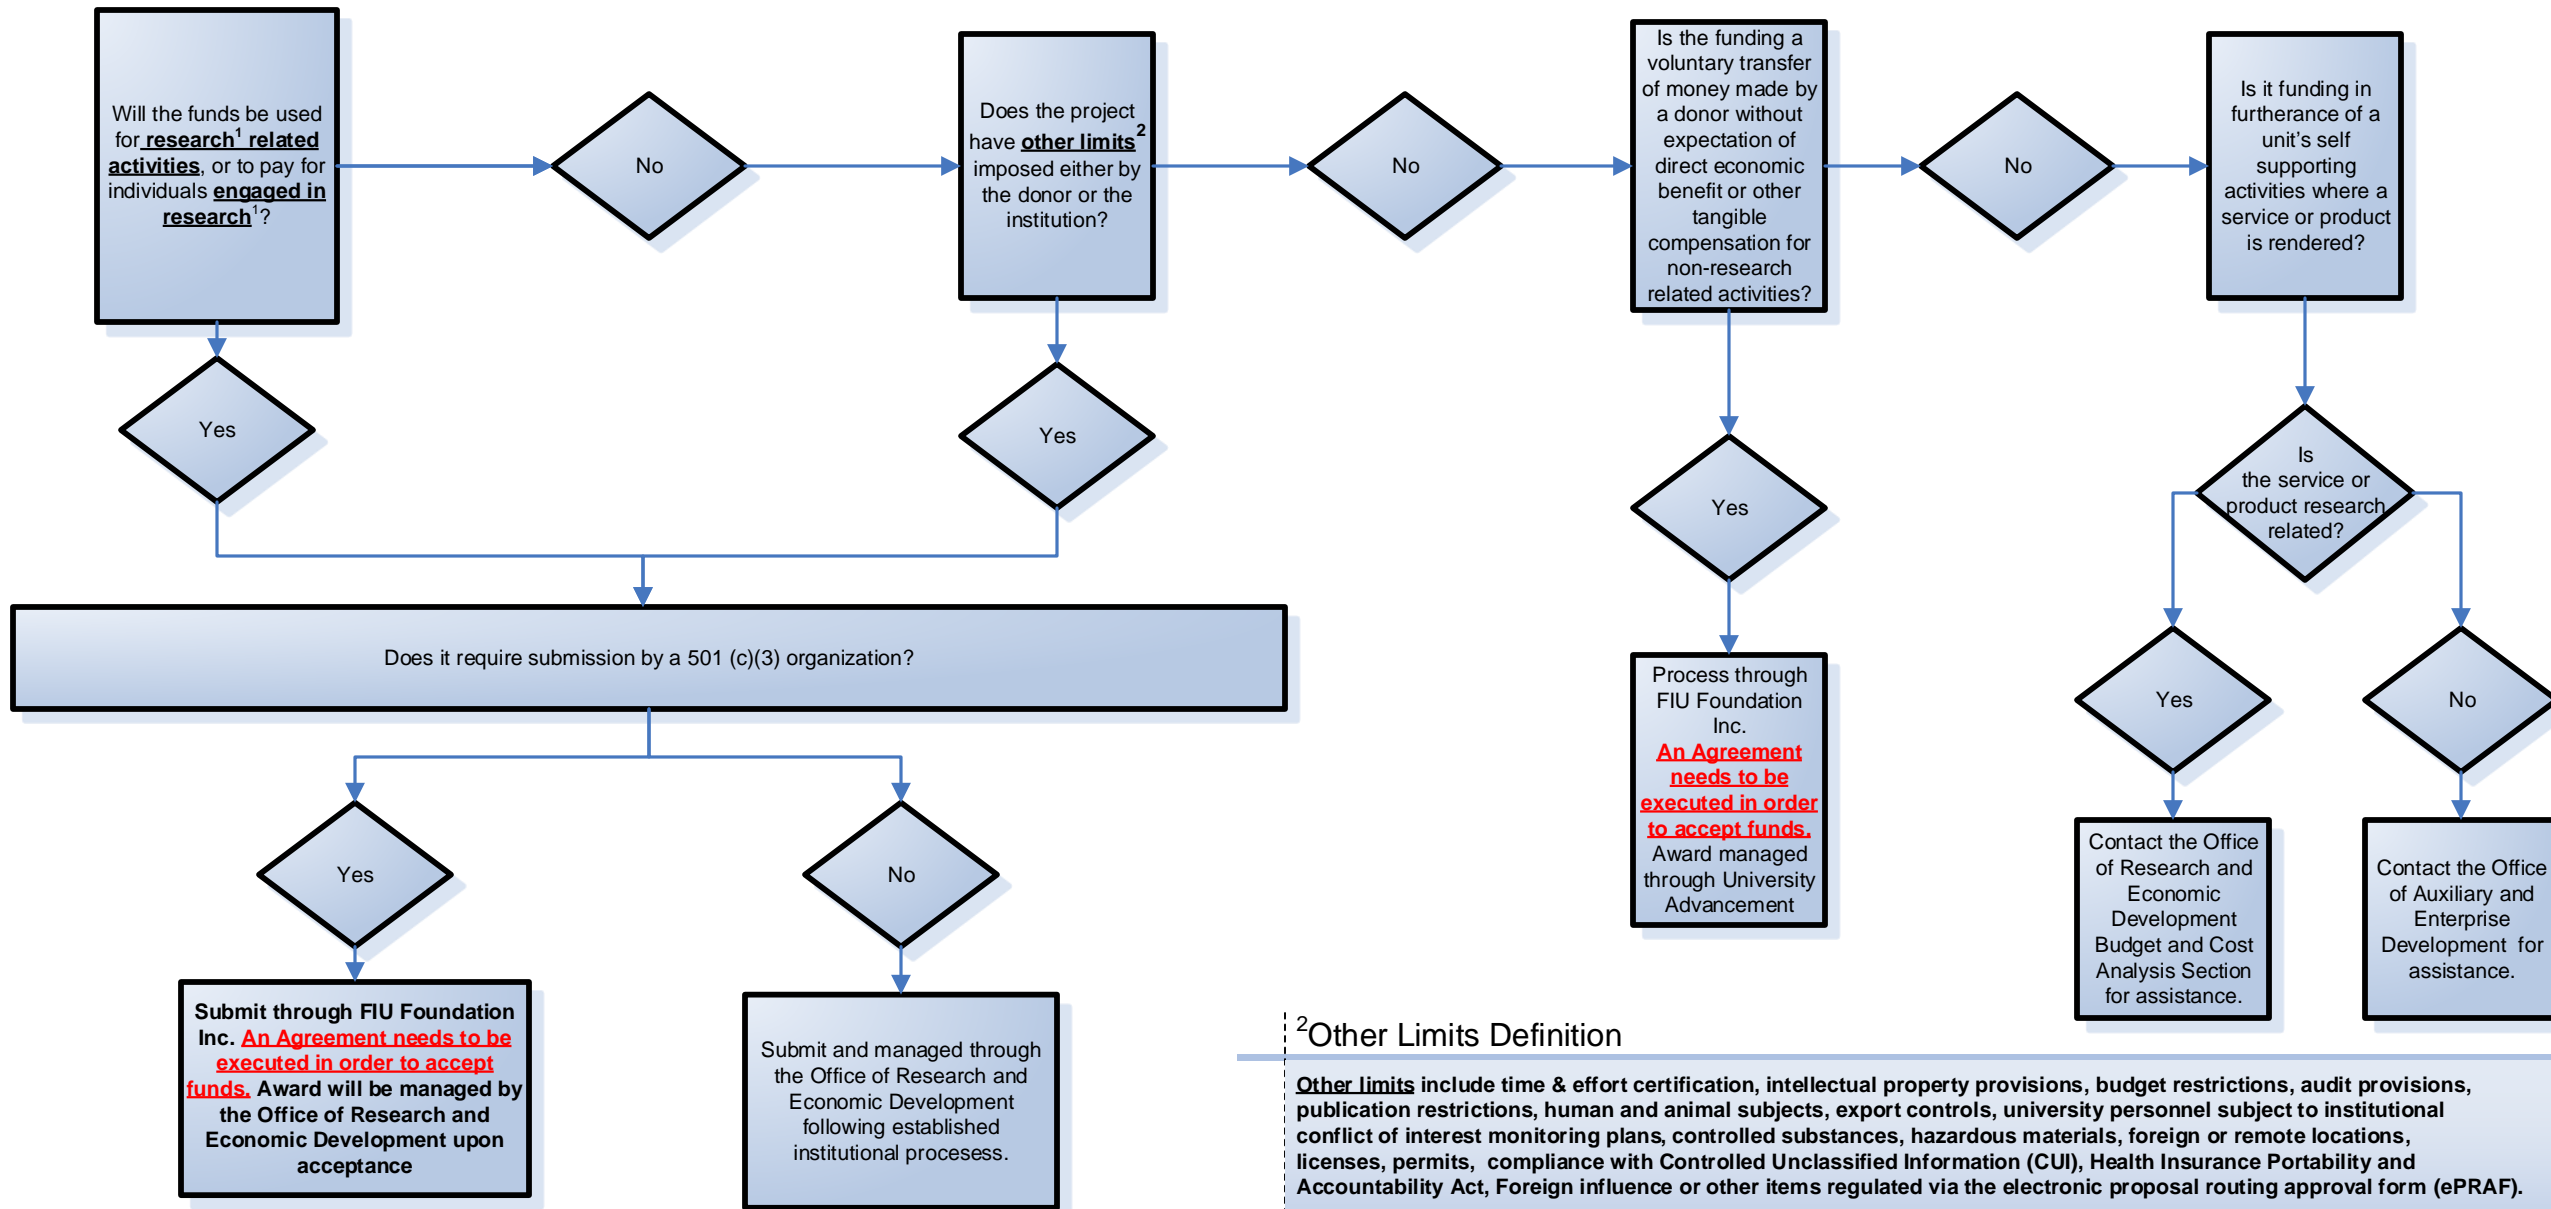 Will the funds be used
for research¹ related
activities, or to pay for
individuals engaged in
research¹?
No
Does the project
have other limits²
imposed either by
the donor or the
institution?
No
Is the funding a
voluntary transfer
of money made by
a donor without
expectation of
direct economic
benefit or other
tangible
compensation for
non-research
related activities?
No
Is it funding in
furtherance of a
unit’s self
supporting
activities where a
service or product
is rendered?
Yes
Yes
Yes
Is
the service or
product research
related?
Does it require submission by a 501 (c)(3) organization?
Yes
No
Process through
FIU Foundation
Inc.
An Agreement
needs to be
executed in order
to accept funds.
Award managed
through University
Advancement
Yes
No
Contact the Office
of Research and
Economic
Development
Budget and Cost
Analysis Section
for assistance.
Contact the Office
of Auxiliary and
Enterprise
Development  for
assistance.
Submit through FIU Foundation
Inc. An Agreement needs to be
executed in order to accept
funds. Award will be managed by
the Office of Research and
Economic Development upon
acceptance
Submit and managed through
the Office of Research and
Economic Development
following established
institutional procesess.
²Other Limits Definition
Other limits include time & effort certification, intellectual property provisions, budget restrictions, audit provisions,
publication restrictions, human and animal subjects, export controls, university personnel subject to institutional
conflict of interest monitoring plans, controlled substances, hazardous materials, foreign or remote locations,
licenses, permits,  compliance with Controlled Unclassified Information (CUI), Health Insurance Portability and
Accountability Act, Foreign influence or other items regulated via the electronic proposal routing approval form (ePRAF).